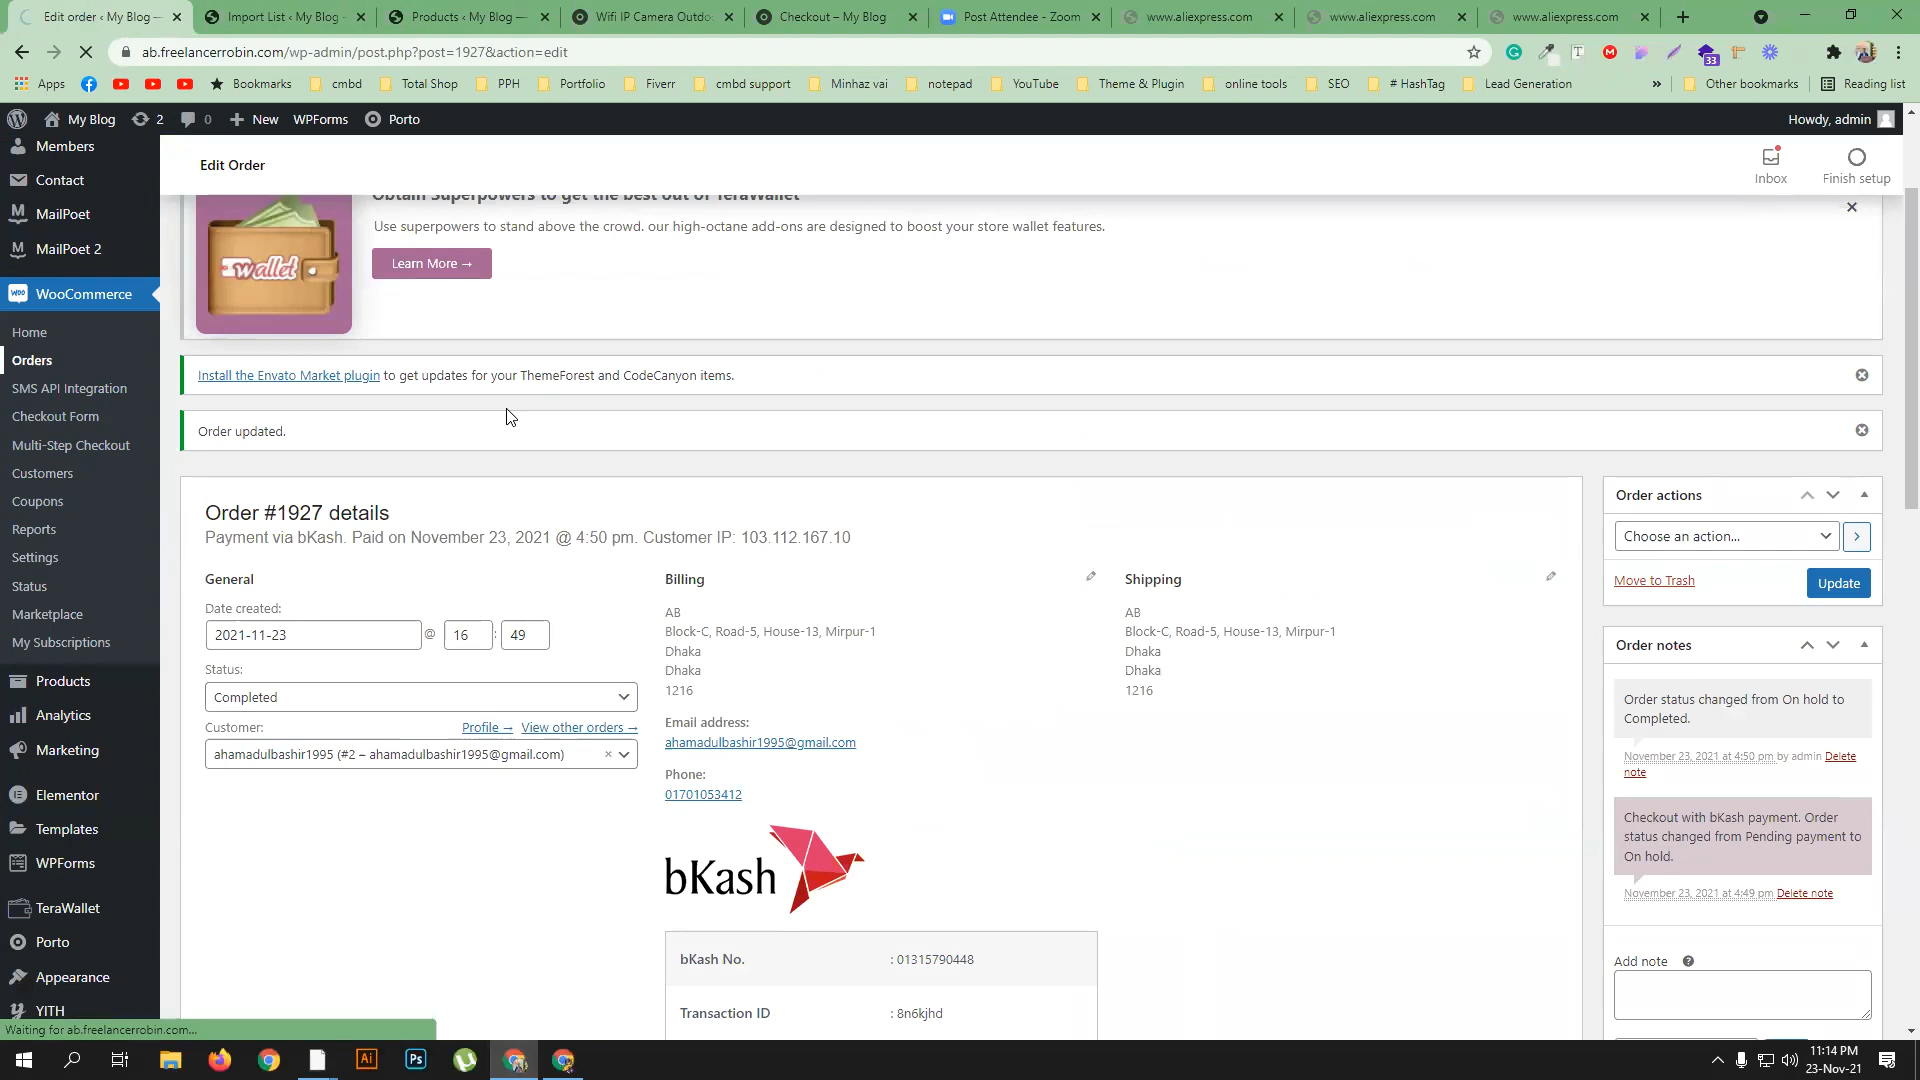 Edit order ‹ My Blog —
Import List ‹ My Blog -
Products ‹ My Blog —
Wifi IP Camera Outdo
Checkout – My Blog
Post Attendee - Zoom
www.aliexpress.com
www.aliexpress.com
www.aliexpress.com
ab.freelancerrobin.com/wp-admin/post.php?post=1927&action=edit
33
Apps
Bookmarks
cmbd
Total Shop
PPH
Portfolio
Fiverr
cmbd support
Minhaz vai
notepad
YouTube
Theme & Plugin
online tools
SEO
# HashTag
Lead Generation
»
Other bookmarks
Reading list
My Blog
2
0
New
WPForms
Porto
Howdy, admin
Members
Contact
MailPoet
MailPoet 2
WooCommerce
Home
Orders
SMS API Integration
Checkout Form
Multi-Step Checkout
Customers
Coupons
Reports
Settings
Status
Marketplace
My Subscriptions
Products
Analytics
Marketing
Elementor
Templates
WPForms
TeraWallet
Porto
Appearance
YITH
Waiting for ab.freelancerrobin.com...
Edit Order
Inbox
Finish setup
Obtain Superpowers to get the best out of TeraWallet
Use superpowers to stand above the crowd. our high-octane add-ons are designed to boost your store wallet features.
Learn More →
wallet
Install the Envato Market plugin to get updates for your ThemeForest and CodeCanyon items.
Order updated.
Order #1927 details
Payment via bKash. Paid on November 23, 2021 @ 4:50 pm. Customer IP: 103.112.167.10
General
Date created:
2021-11-23 @ 16 : 49
Status:
Completed
Customer:
Profile →
View other orders →
ahamadulbashir1995 (#2 – ahamadulbashir1995@gmail.com) ×
Billing
AB
Block-C, Road-5, House-13, Mirpur-1
Dhaka
Dhaka
1216
Email address:
ahamadulbashir1995@gmail.com
Phone:
01701053412
bKash
bKash No. : 01315790448
Transaction ID : 8n6kjhd
Shipping
AB
Block-C, Road-5, House-13, Mirpur-1
Dhaka
Dhaka
1216
Order actions
Choose an action...
Move to Trash
Update
Order notes
Order status changed from On hold to
Completed.
November 23, 2021 at 4:50 pm by admin Delete
note
Checkout with bKash payment. Order
status changed from Pending payment to
On hold.
November 23, 2021 at 4:49 pm Delete note
Add note
Ai
Ps
11:14 PM
23-Nov-21